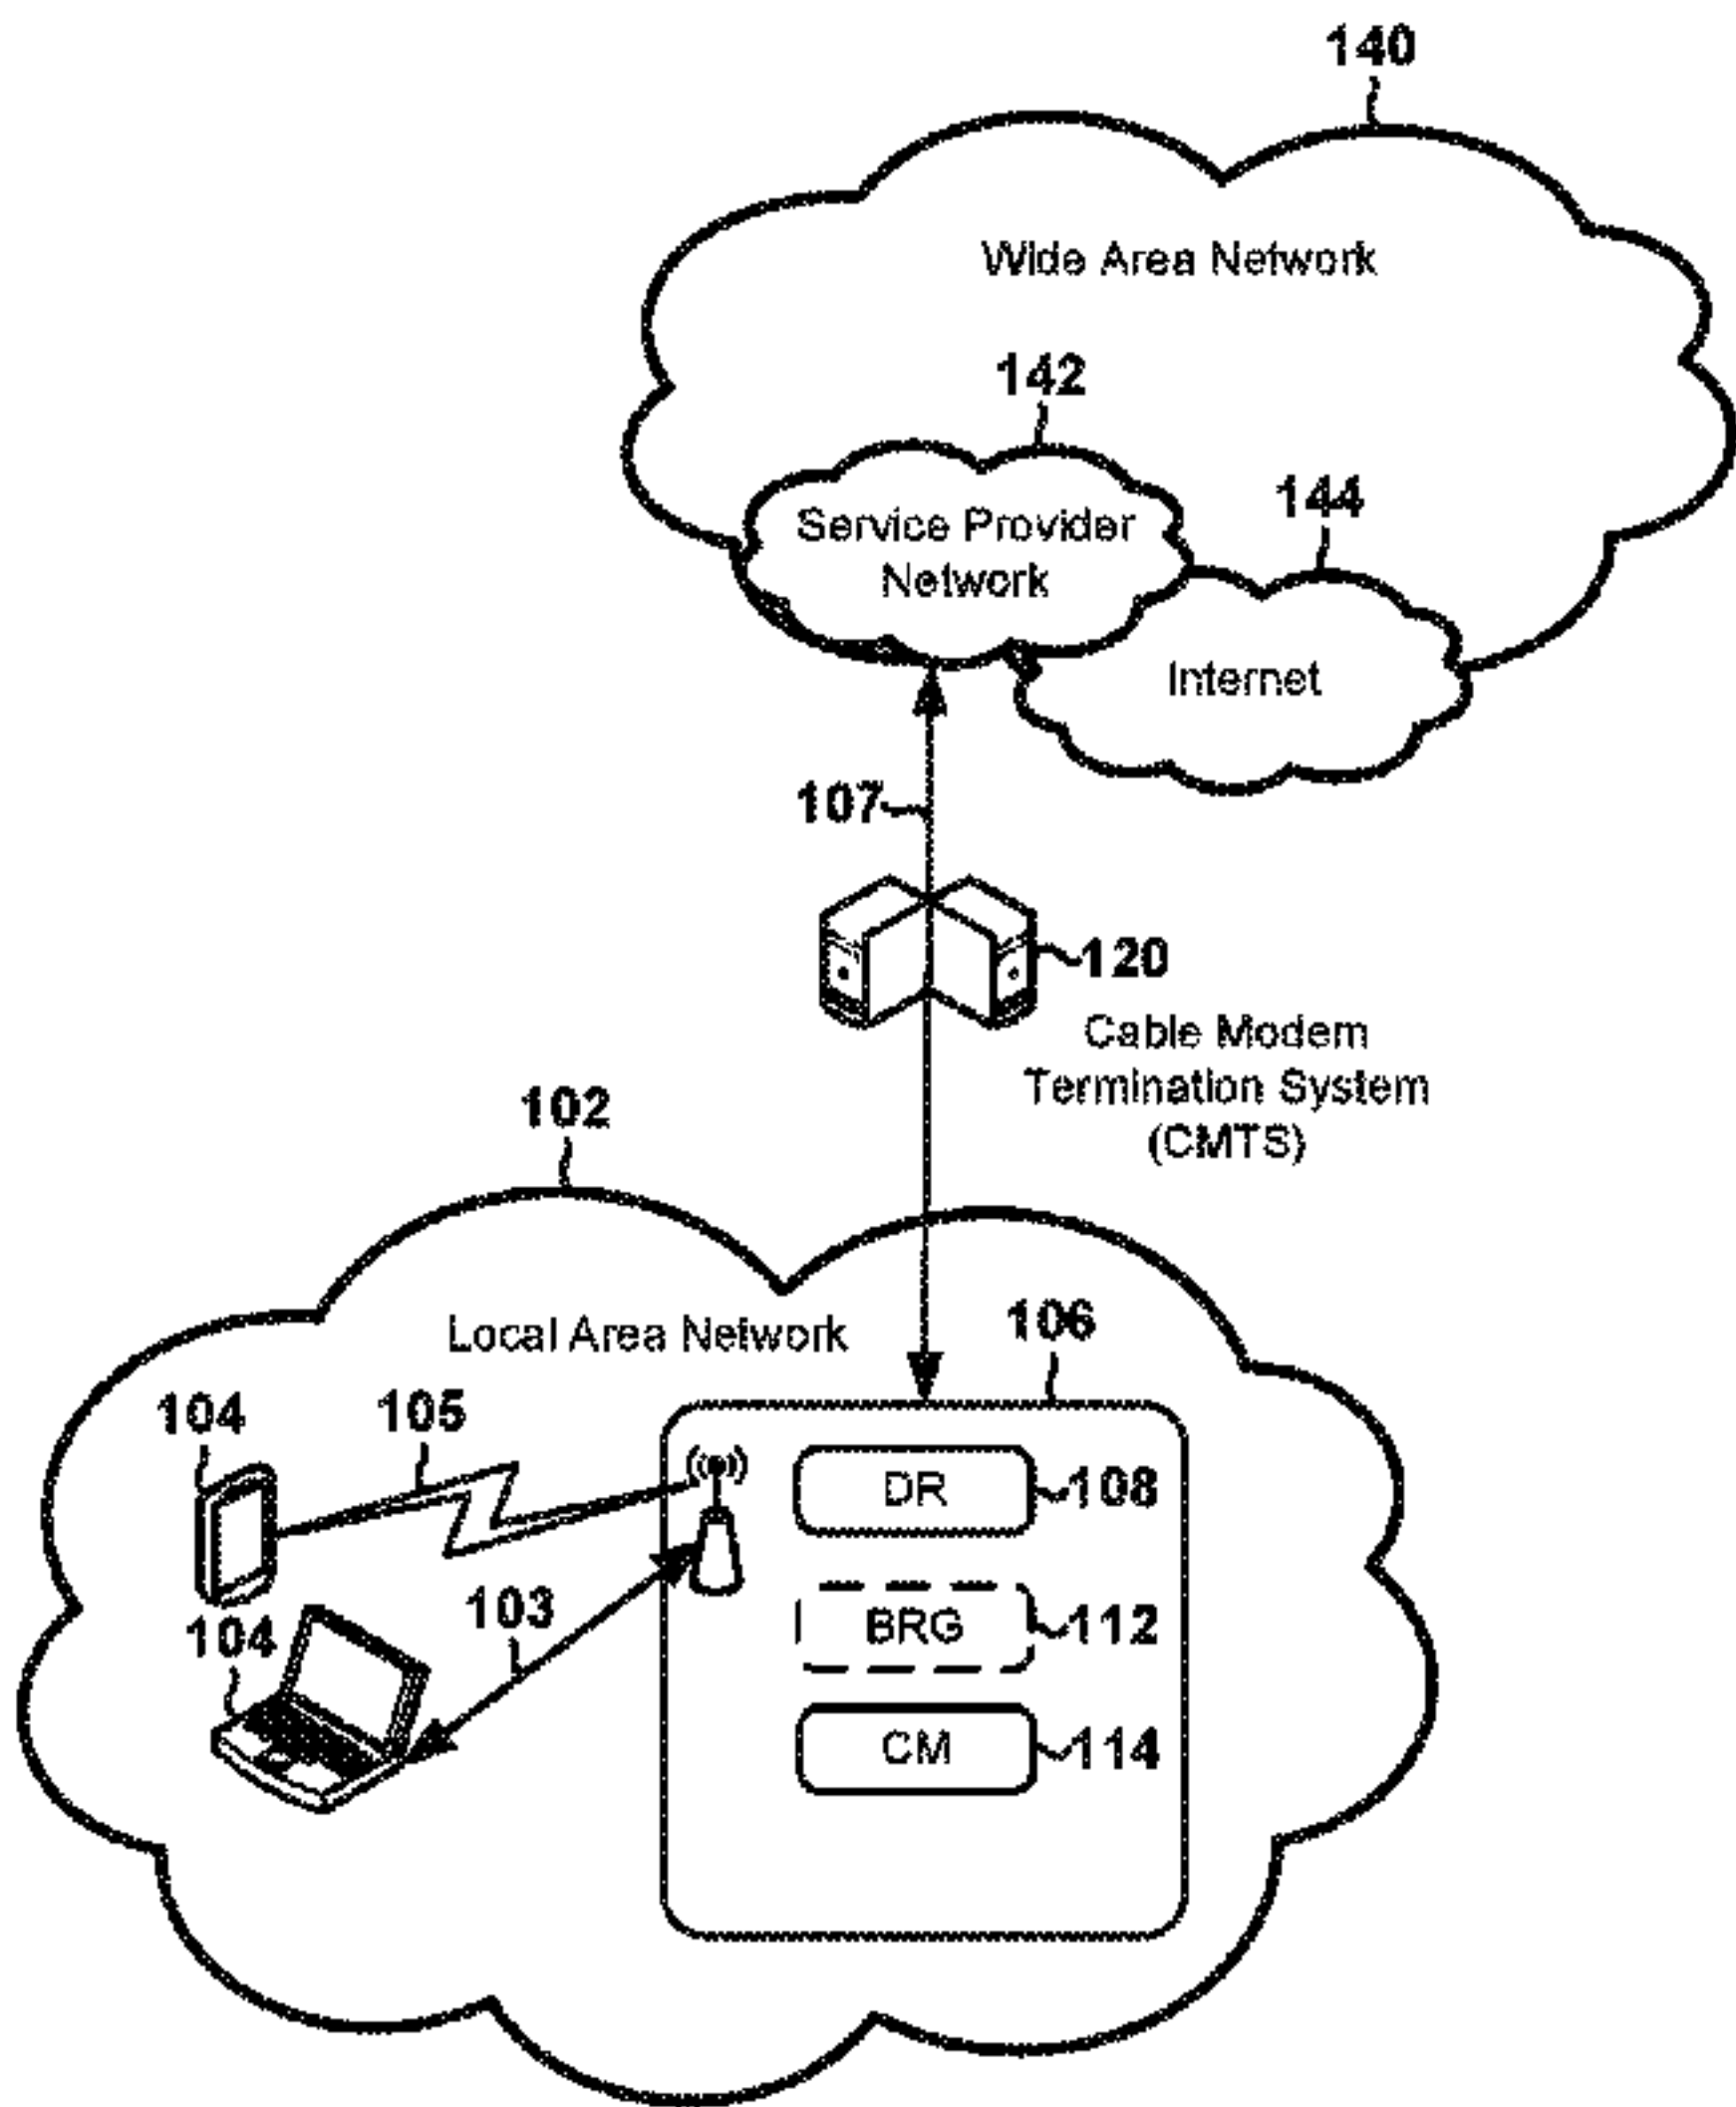 140
Wide Area Network
142
144
Service Provider
Network
Internet
107
120
Cable Modem
Termination System
(CMTS)
102
Local Area Network
106
104
105
DR
108
103
104
BRG
112
CM
114